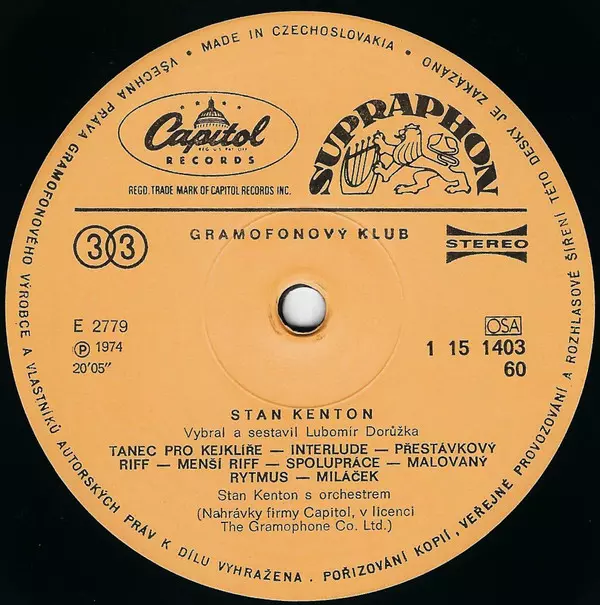 VŠECHNA PRÁVA GRAMOFONOVÉHO VÝROBCE A VLASTNÍKŮ AUTORSKÝCH PRÁV K DÍLU VYHRAŽENA. POŘIZOVÁNÍ KOPIÍ, VEŘEJNÉ PROVOZOVÁNÍ A ROZHLASOVÉ ŠÍŘENÍ TÉTO DESKY JE ZAKÁZÁNO
• MADE IN CZECHOSLOVAKIA •
Capitol
RECORDS
REGD. TRADE MARK OF CAPITOL RECORDS INC.
SUPRAPHON
33
GRAMOFONOVÝ KLUB
STEREO
E 2779
Ⓟ 1974
20'05"
OSA
1 15 1403
60
STAN KENTON
Vybral a sestavil Lubomír Dorůžka
TANEC PRO KEJKLÍŘE — INTERLUDE — PŘESTÁVKOVÝ
RIFF — MENŠÍ RIFF — SPOLUPRÁCE — MALOVANÝ
RYTMUS — MILÁČEK
Stan Kenton s orchestrem
(Nahrávky firmy Capitol, v licenci
The Gramophone Co. Ltd.)